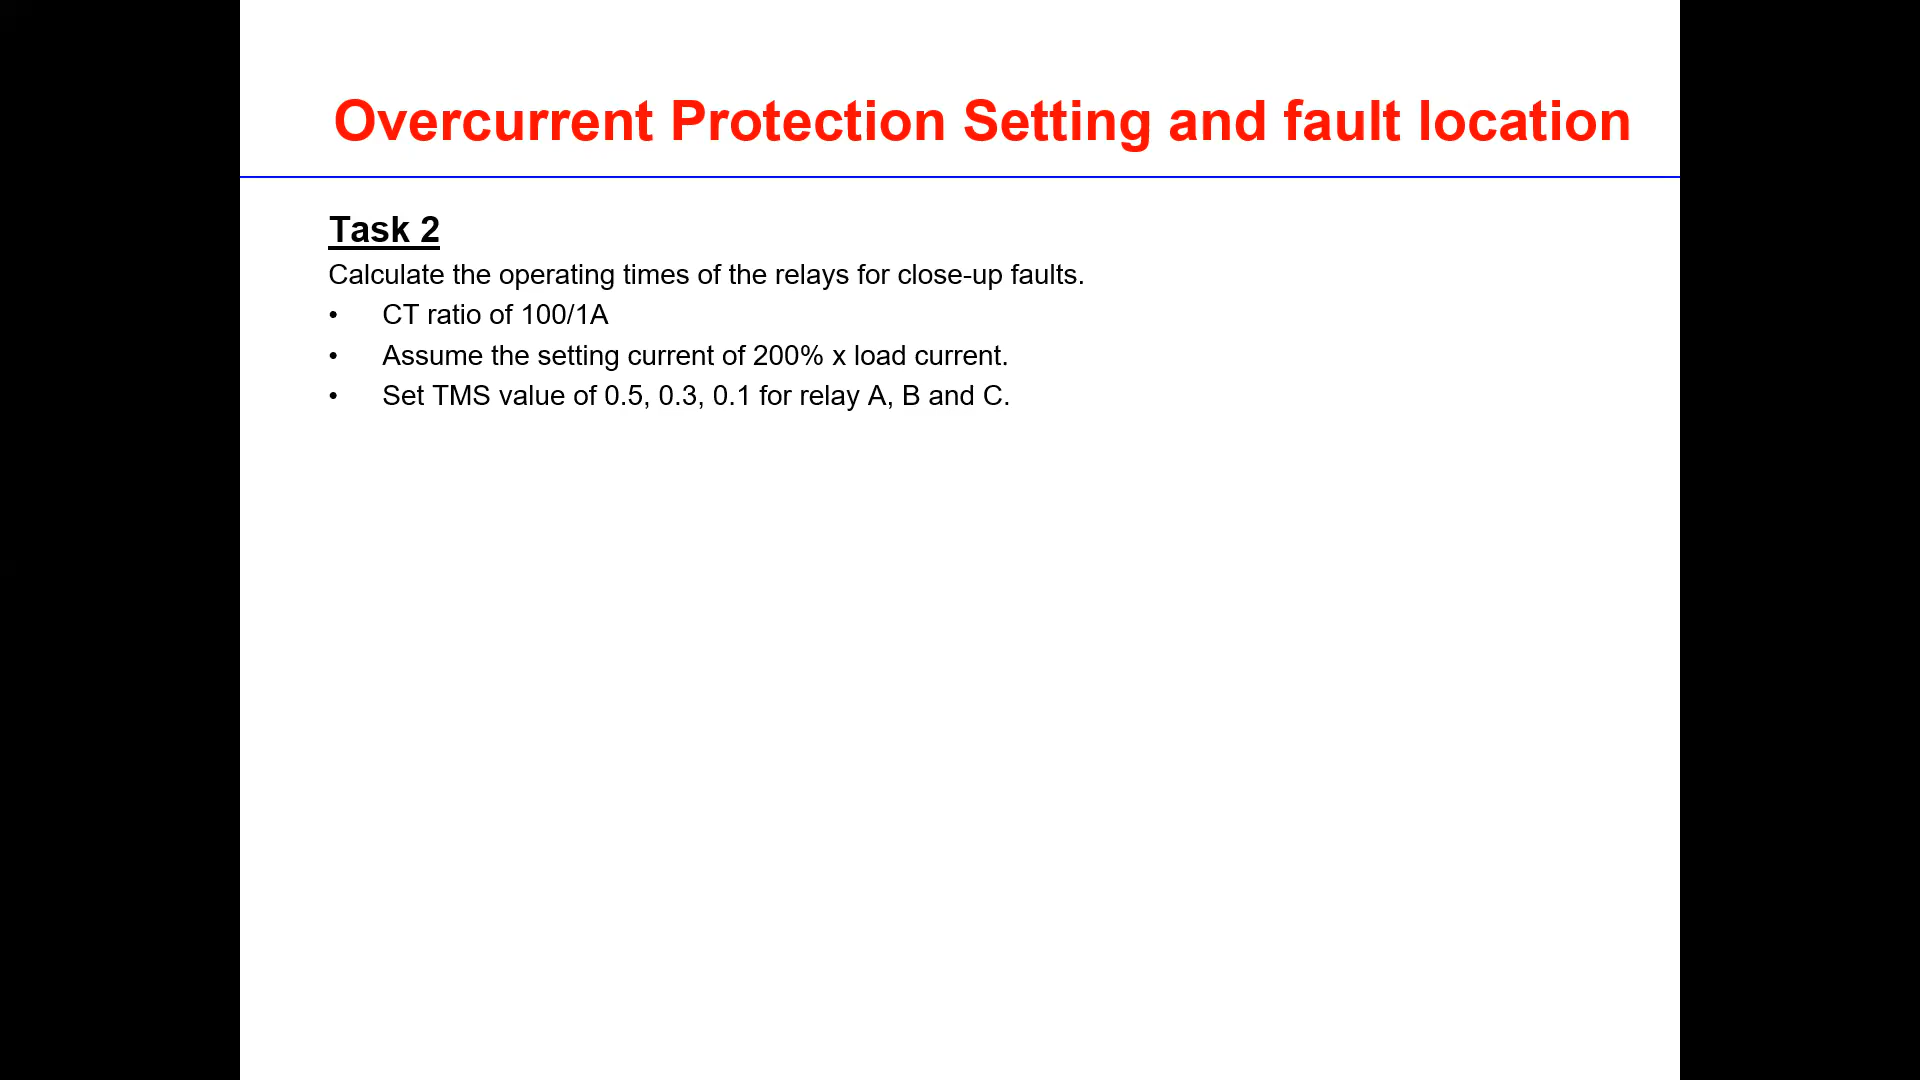 Overcurrent Protection Setting and fault location
Task 2
Calculate the operating times of the relays for close-up faults.
• CT ratio of 100/1A
• Assume the setting current of 200% x load current.
• Set TMS value of 0.5, 0.3, 0.1 for relay A, B and C.